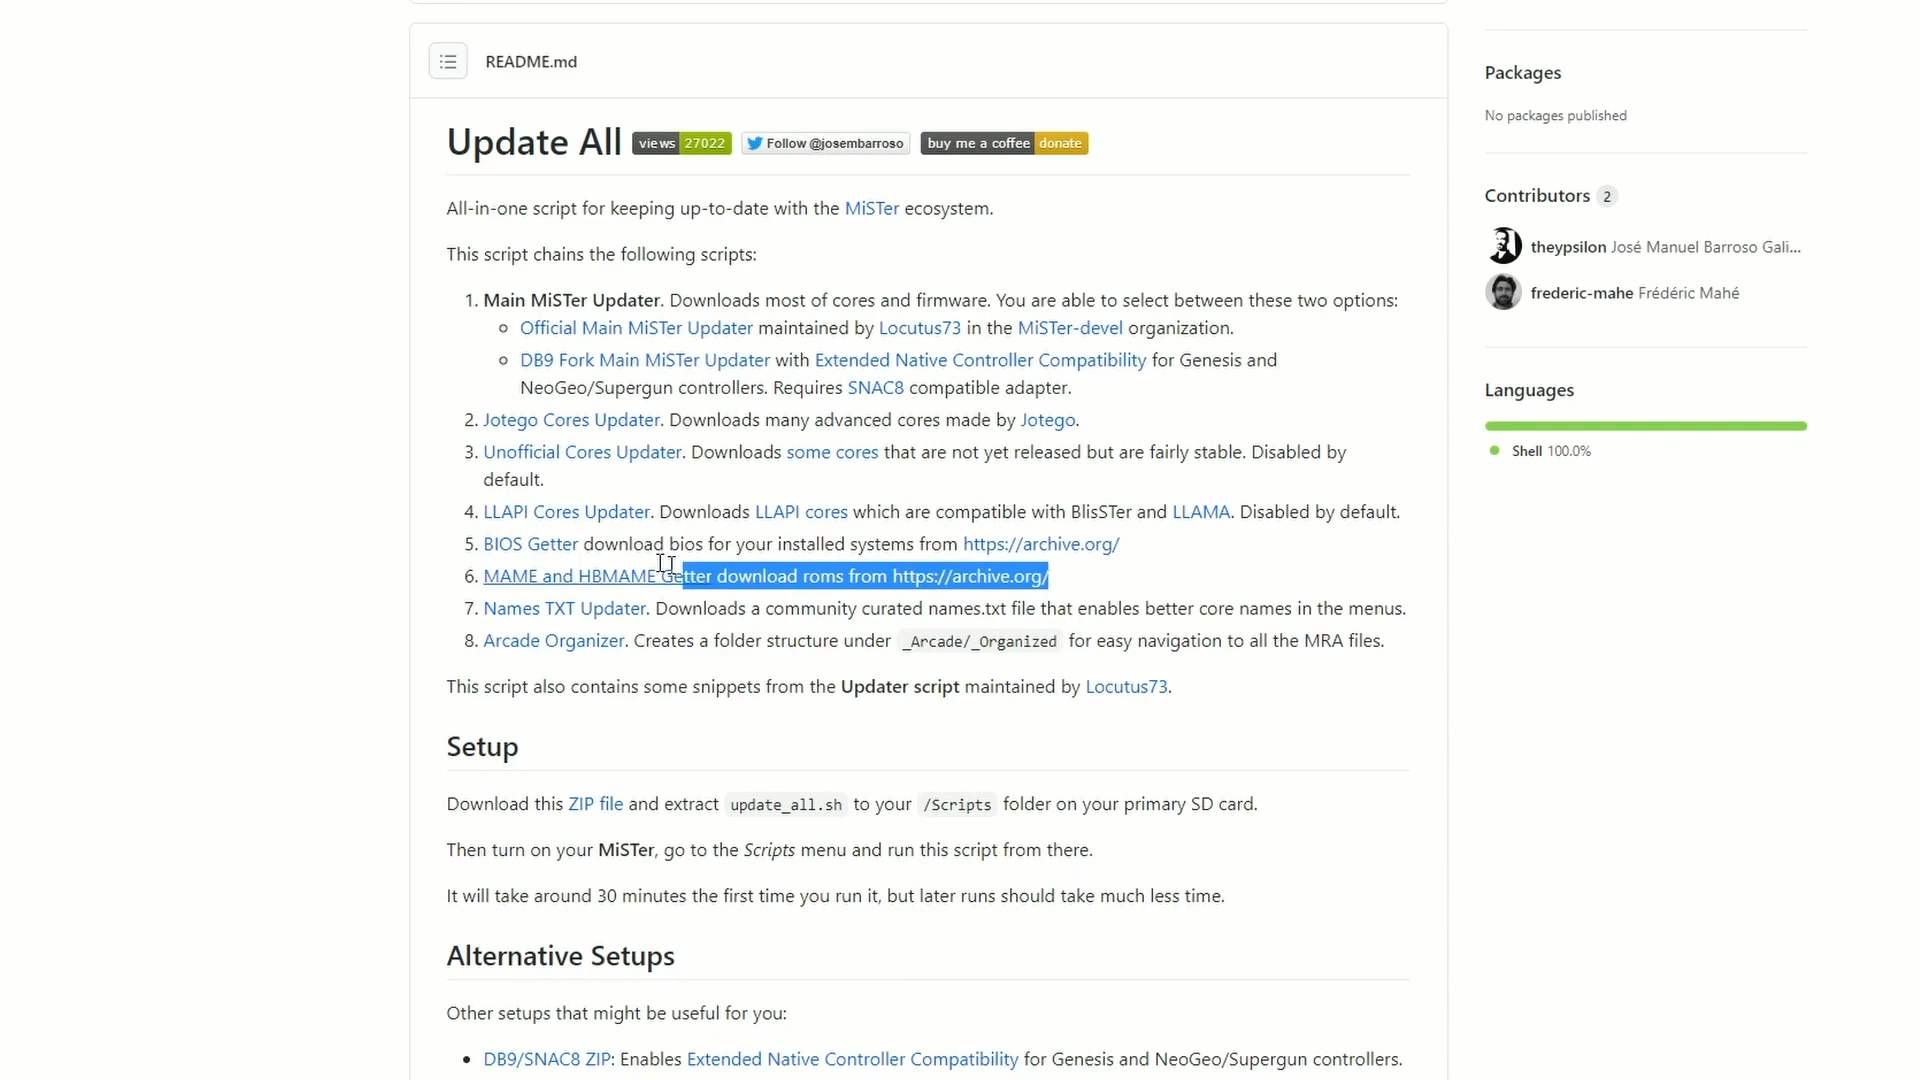 README.md
Update All views 27022 Follow @josembarroso buy me a coffee donate
All-in-one script for keeping up-to-date with the MiSTer ecosystem.
This script chains the following scripts:
1. Main MiSTer Updater. Downloads most of cores and firmware. You are able to select between these two options:
Official Main MiSTer Updater maintained by Locutus73 in the MiSTer-devel organization.
DB9 Fork Main MiSTer Updater with Extended Native Controller Compatibility for Genesis and
NeoGeo/Supergun controllers. Requires SNAC8 compatible adapter.
2. Jotego Cores Updater. Downloads many advanced cores made by Jotego.
3. Unofficial Cores Updater. Downloads some cores that are not yet released but are fairly stable. Disabled by
default.
4. LLAPI Cores Updater. Downloads LLAPI cores which are compatible with BlisSTer and LLAMA. Disabled by default.
5. BIOS Getter download bios for your installed systems from https://archive.org/
6. MAME and HBMAME Getter download roms from https://archive.org/
7. Names TXT Updater. Downloads a community curated names.txt file that enables better core names in the menus.
8. Arcade Organizer. Creates a folder structure under _Arcade/_Organized for easy navigation to all the MRA files.
This script also contains some snippets from the Updater script maintained by Locutus73.
Setup
Download this ZIP file and extract update_all.sh to your /Scripts folder on your primary SD card.
Then turn on your MiSTer, go to the Scripts menu and run this script from there.
It will take around 30 minutes the first time you run it, but later runs should take much less time.
Alternative Setups
Other setups that might be useful for you:
• DB9/SNAC8 ZIP: Enables Extended Native Controller Compatibility for Genesis and NeoGeo/Supergun controllers.
Packages
No packages published
Contributors 2
theypsilon José Manuel Barroso Gali...
frederic-mahe Frédéric Mahé
Languages
Shell 100.0%